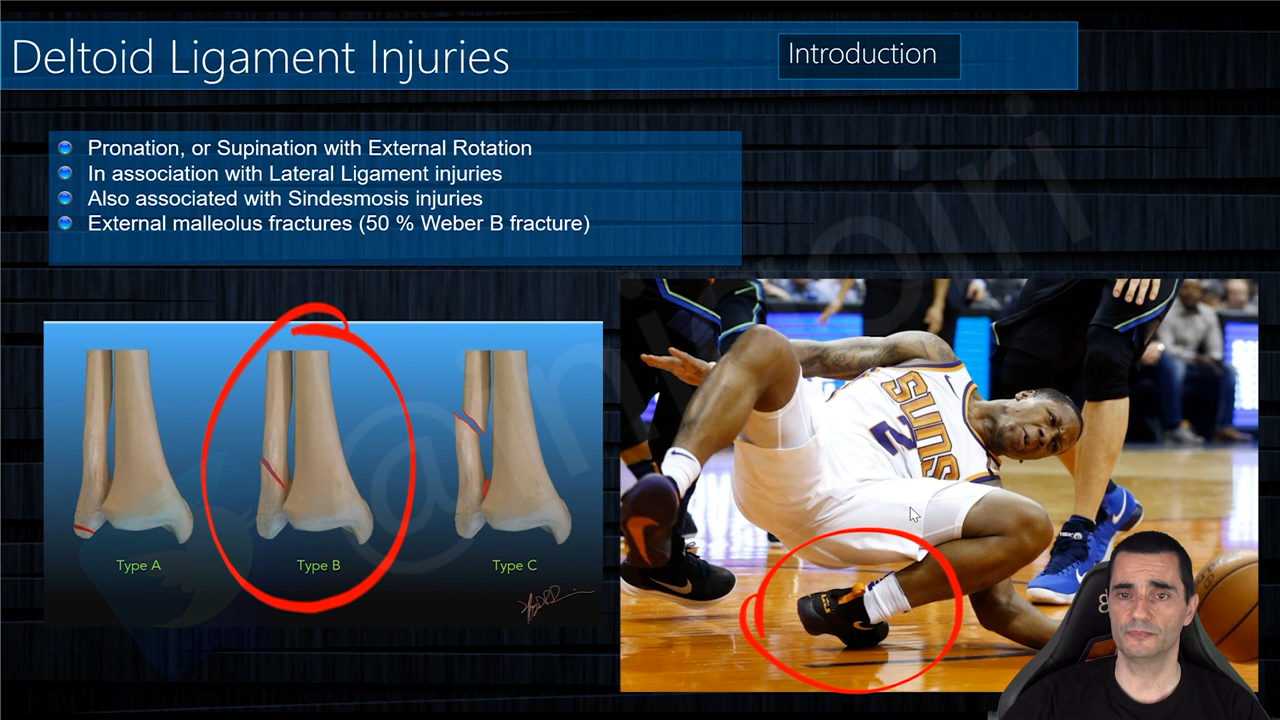 Deltoid Ligament Injuries
Introduction
Pronation, or Supination with External Rotation
In association with Lateral Ligament injuries
Also associated with Sindesmosis injuries
External malleolus fractures (50 % Weber B fracture)
Type A
Type B
Type C
SUNS
2